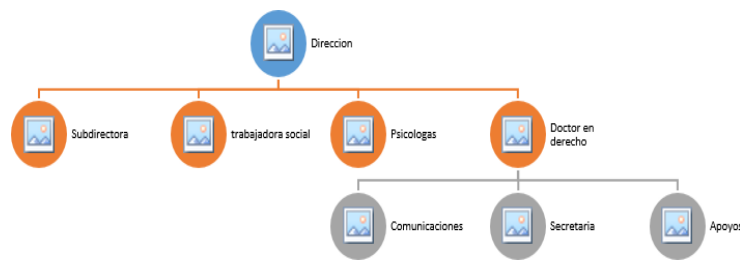 Direccion
Subdirectora
trabajadora social
Psicologas
Doctor en
derecho
Comunicaciones
Secretaria
Apoyos